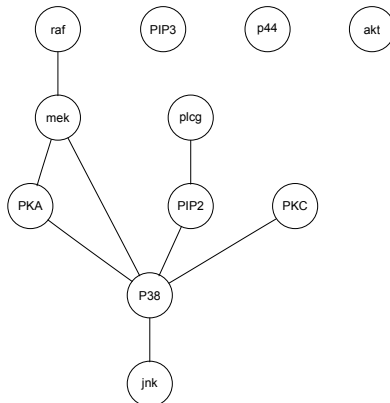 raf PIP3 p44 akt
mek plcg
PKA PIP2 PKC
P38
jnk